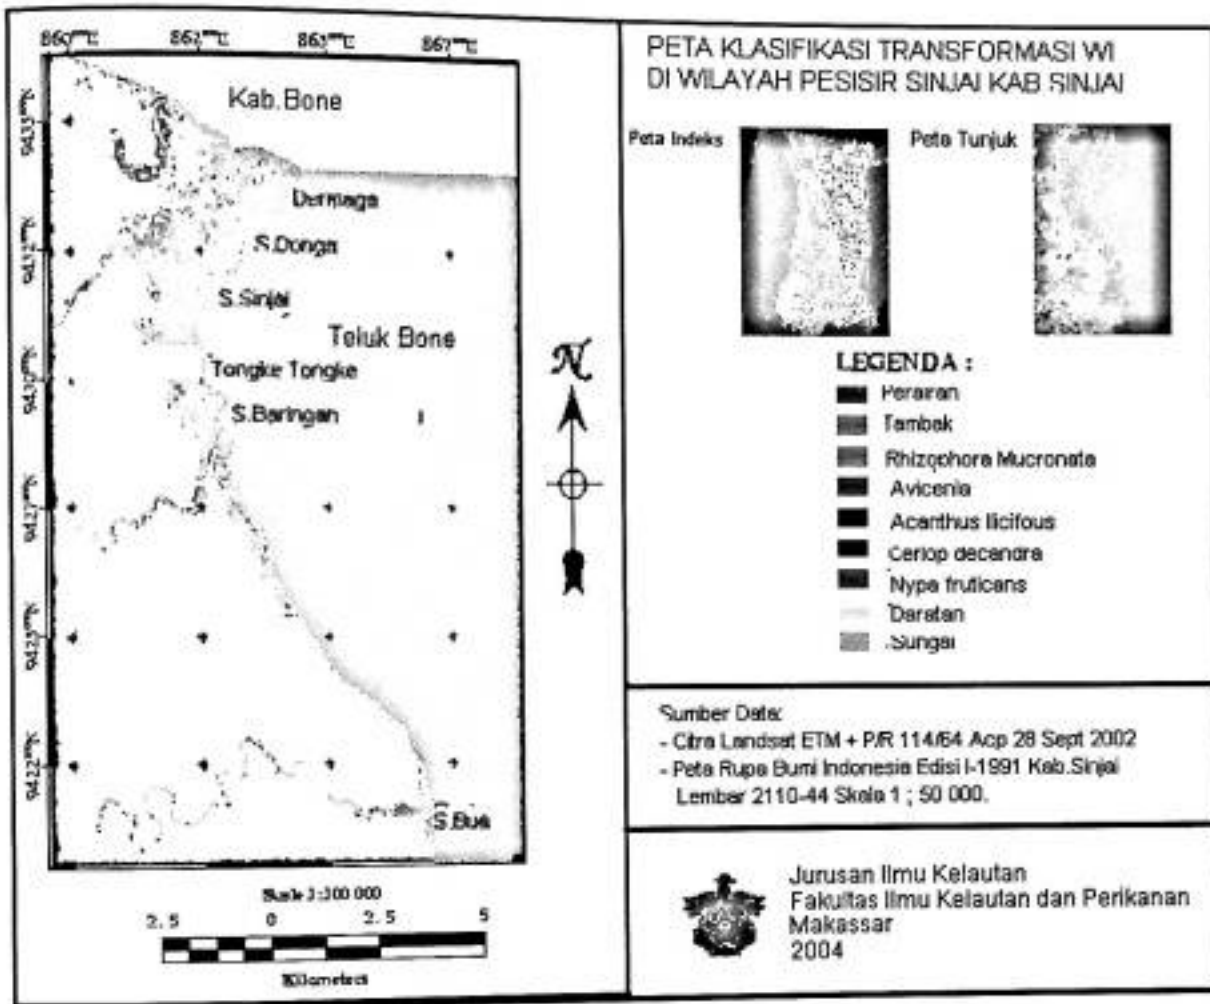 Kab.Bone
Dermaga
S.Donga
S.Sinjai
Teluk Bone
Tongke Tongke
S.Baringan
S.Bua
N
2.5 0 2.5 5
Kilometers
PETA KLASIFIKASI TRANSFORMASI WI
DI WILAYAH PESISIR SINJAI KAB SINJAI
Peta Indeks
Peta Tunjuk
LEGENDA :
Perairan
Tambak
Rhizophora Mucronata
Avicenia
Acanthus Ilicifous
Ceriop decandra
Nypa fruticans
Daratan
Sungai
Sumber Data:
- Citra Landsat ETM + P/R 114/64 Acp 28 Sept 2002
- Peta Rupa Bumi Indonesia Edisi I-1991 Kab.Sinjai
Lembar 2110-44 Skala 1 ; 50 000.
Jurusan Ilmu Kelautan
Fakultas Ilmu Kelautan dan Perikanan
Makassar
2004